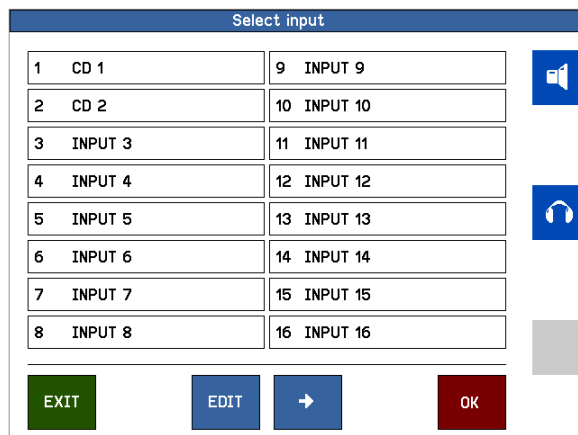 Select input
1 CD 1
2 CD 2
3 INPUT 3
4 INPUT 4
5 INPUT 5
6 INPUT 6
7 INPUT 7
8 INPUT 8
9 INPUT 9
10 INPUT 10
11 INPUT 11
12 INPUT 12
13 INPUT 13
14 INPUT 14
15 INPUT 15
16 INPUT 16
EXIT
EDIT
OK